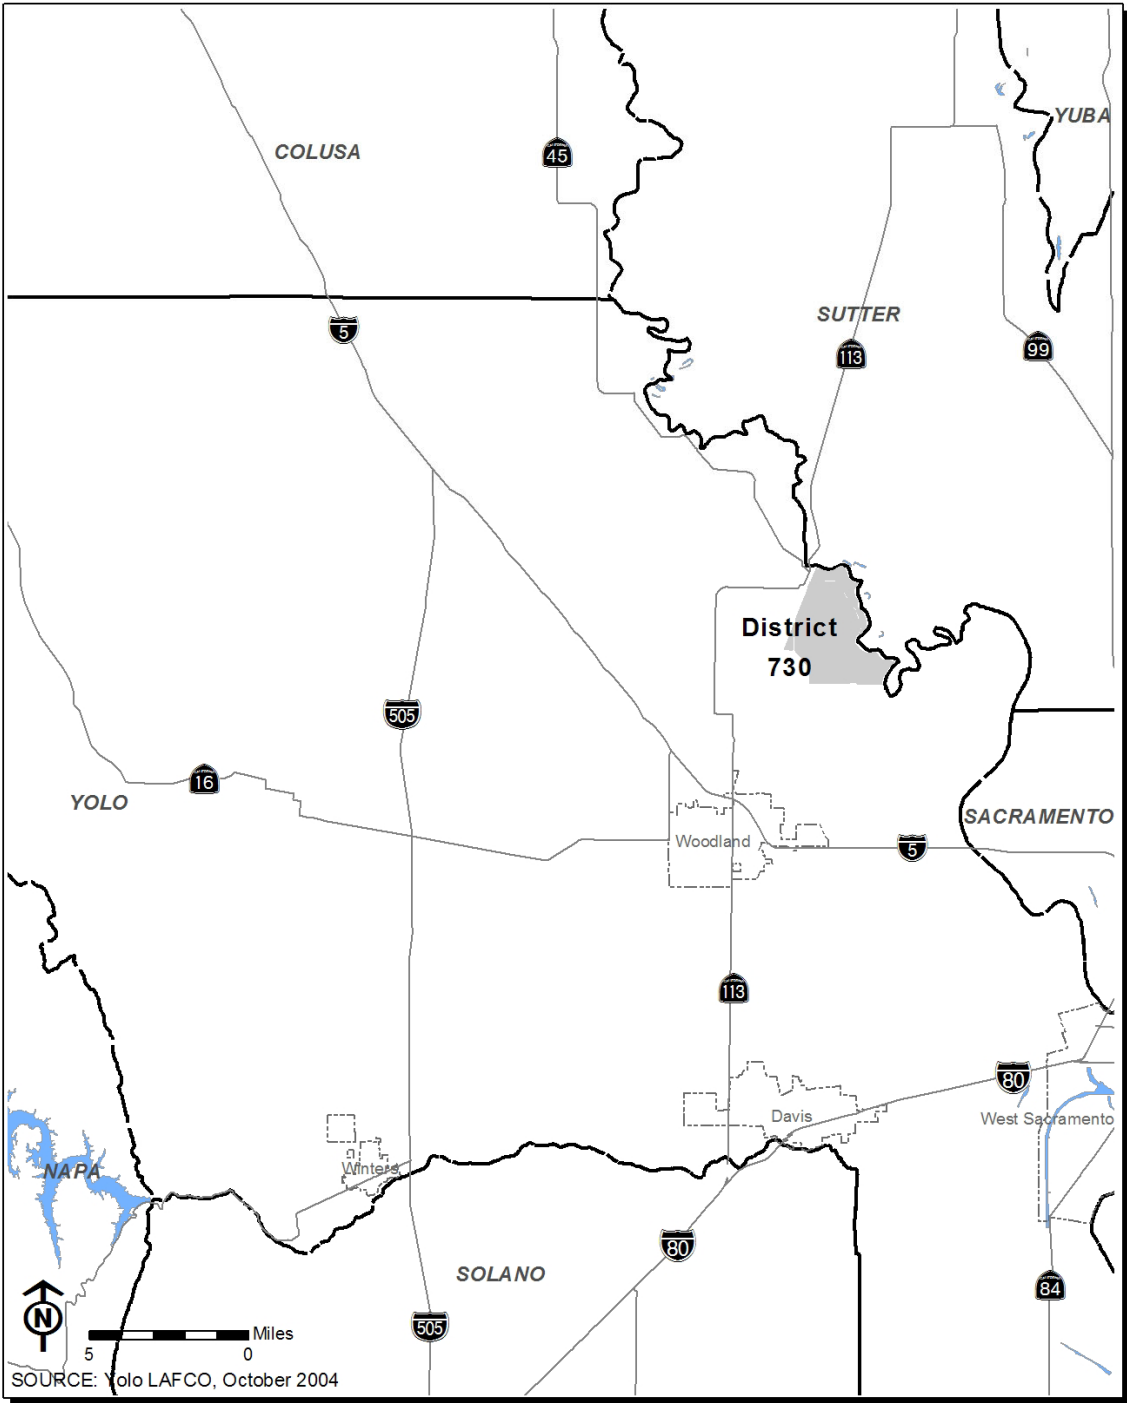 YUBA
COLUSA
45
SUTTER
5
113
99
District
730
505
16
YOLO
SACRAMENTO
Woodland
5
113
80
Davis
West Sacramento
Winters
NAPA
80
SOLANO
84
505
N
Miles
5 0
SOURCE: Yolo LAFCO, October 2004